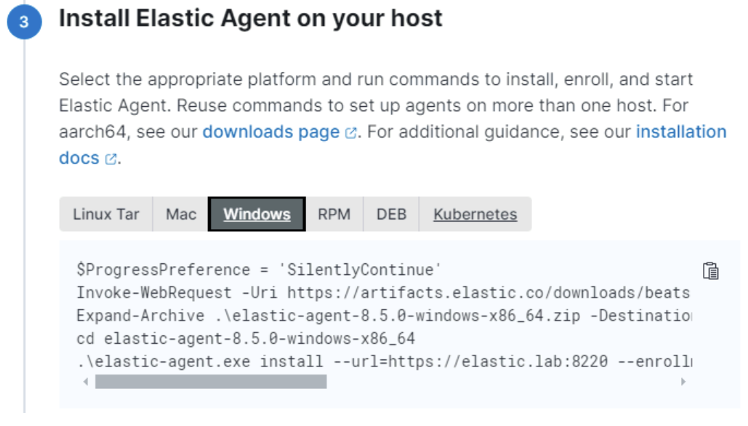 3
Install Elastic Agent on your host
Select the appropriate platform and run commands to install, enroll, and start
Elastic Agent. Reuse commands to set up agents on more than one host. For
aarch64, see our downloads page. For additional guidance, see our installation
docs.
Linux Tar Mac Windows RPM DEB Kubernetes
$ProgressPreference = 'SilentlyContinue'
Invoke-WebRequest -Uri https://artifacts.elastic.co/downloads/beats
Expand-Archive .\elastic-agent-8.5.0-windows-x86_64.zip -Destination
cd elastic-agent-8.5.0-windows-x86_64
.\elastic-agent.exe install --url=https://elastic.lab:8220 --enroll